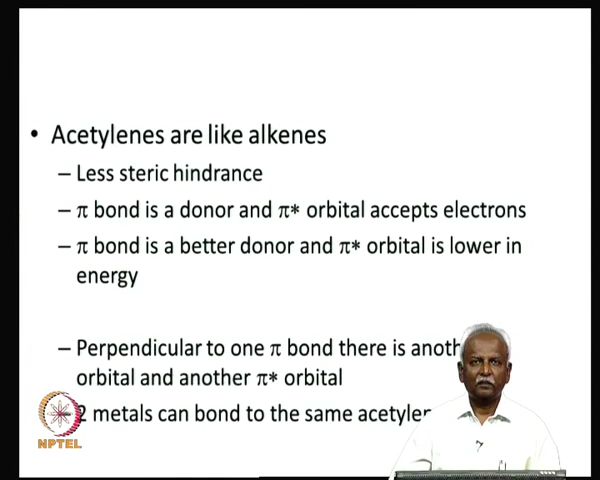 • Acetylenes are like alkenes
– Less steric hindrance
– π bond is a donor and π* orbital accepts electrons
– π bond is a better donor and π* orbital is lower in
energy
– Perpendicular to one π bond there is
orbital and another π* orbital
2 metals can bond to the same
NPTEL